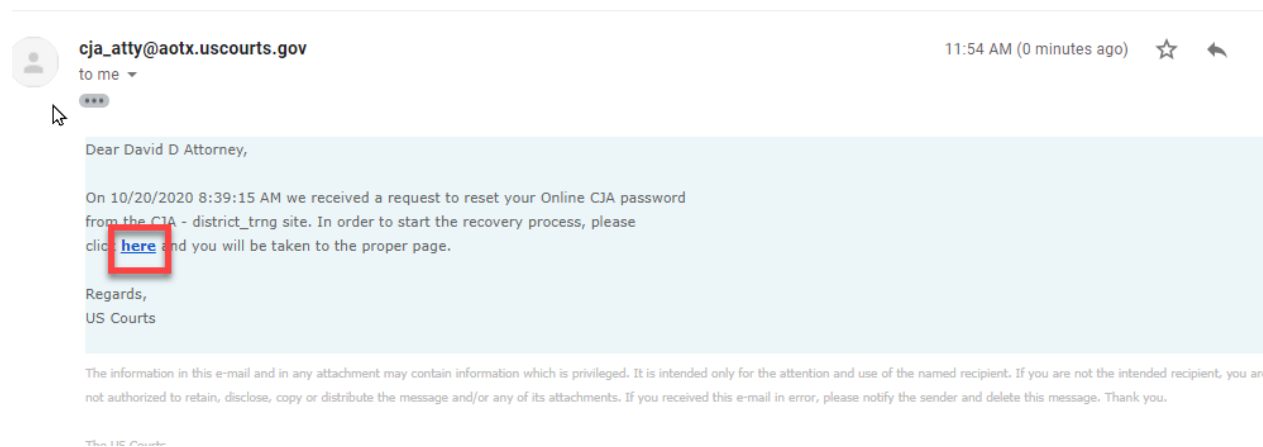 cja_atty@aotx.uscourts.gov 11:54 AM (0 minutes ago)
to me
Dear David D Attorney,
On 10/20/2020 8:39:15 AM we received a request to reset your Online CJA password
from the CJA - district_trng site. In order to start the recovery process, please
click here and you will be taken to the proper page.
Regards,
US Courts
The information in this e-mail and in any attachment may contain information which is privileged. It is intended only for the attention and use of the named recipient. If you are not the intended recipient, you are
not authorized to retain, disclose, copy or distribute the message and/or any of its attachments. If you received this e-mail in error, please notify the sender and delete this message. Thank you.
The US Courts